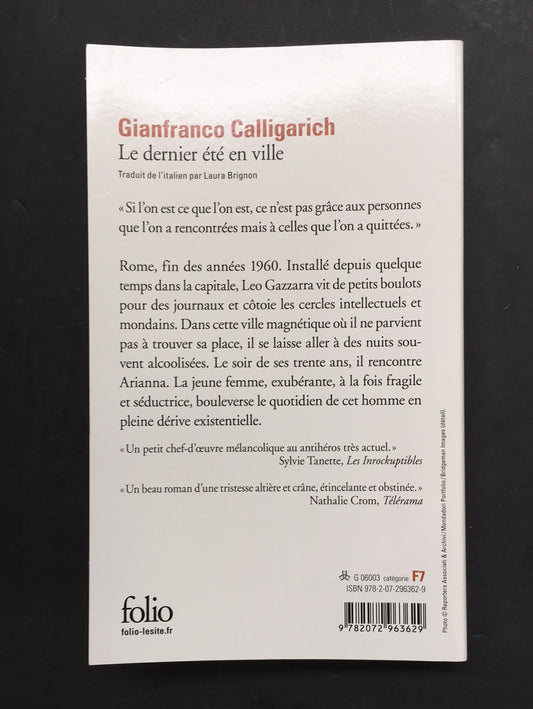 Gianfranco Calligarich
Le dernier été en ville
Traduit de l'italien par Laura Brignon
« Si l'on est ce que l'on est, ce n'est pas grâce aux personnes
que l'on a rencontrées mais à celles que l'on a quittées. »
Rome, fin des années 1960. Installé depuis quelque
temps dans la capitale, Leo Gazzarra vit de petits boulots
pour des journaux et côtoie les cercles intellectuels et
mondains. Dans cette ville magnétique où il ne parvient
pas à trouver sa place, il se laisse aller à des nuits sou-
vent alcoolisées. Le soir de ses trente ans, il rencontre
Arianna. La jeune femme, exubérante, à la fois fragile
et séductrice, bouleverse le quotidien de cet homme en
pleine dérive existentielle.
« Un petit chef-d'œuvre mélancolique au antihéros très actuel. »
Sylvie Tanette, Les Inrockuptibles
« Un beau roman d'une tristesse altière et crâne, étincelante et obstinée. »
Nathalie Crom, Télérama
Photo © Reporters Associati & Archivi / Mondadori Portfolio / Bridgeman Images (détail).
G 06003 catégorie F7
ISBN 978-2-07-296362-9
folio
folio-lesite.fr
9 782072 963629